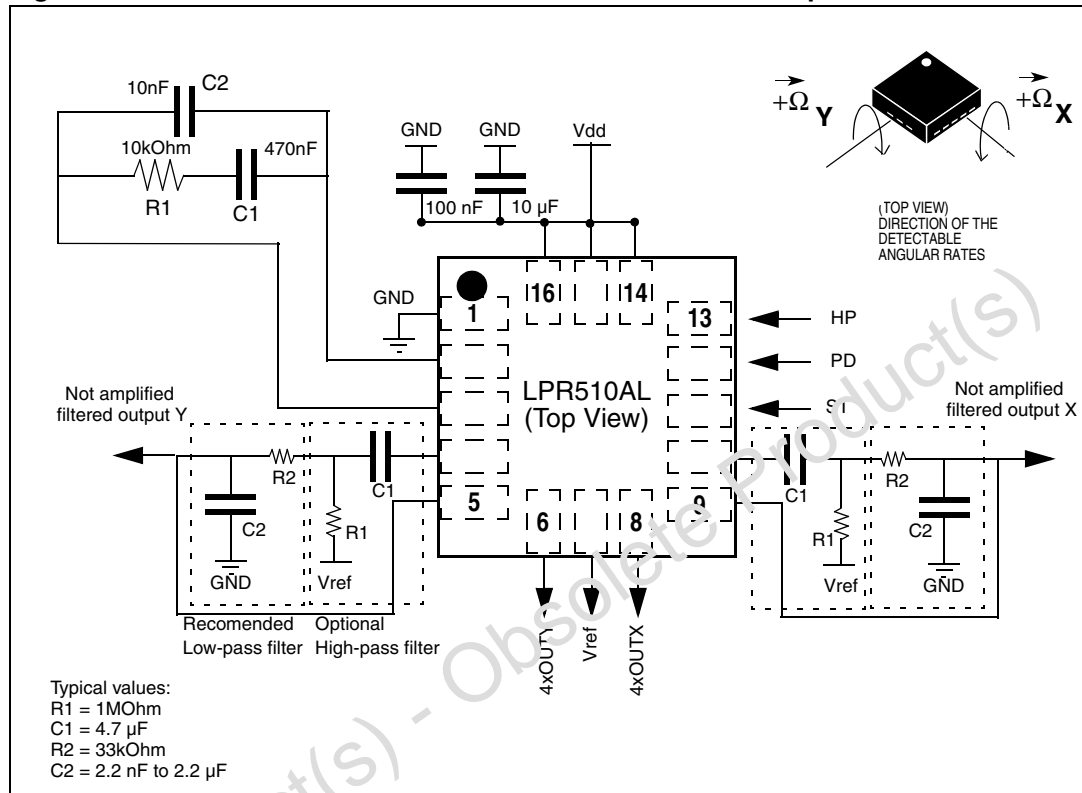 10nF
C2
10kOhm
470nF
R1
C1
GND
GND
Vdd
100 nF
10 µF
+Ω Y
+Ω X
(TOP VIEW)
DIRECTION OF THE
DETECTABLE
ANGULAR RATES
GND
1
16
14
13
HP
PD
LPR510AL
(Top View)
Not amplified
filtered output Y
Not amplified
filtered output X
R2
C1
C2
R1
GND
Vref
5
6
8
9
C1
R2
R1
C2
Vref
GND
Recomended
Low-pass filter
Optional
High-pass filter
4xOUTY
Vref
4xOUTX
Typical values:
R1 = 1MOhm
C1 = 4.7 µF
R2 = 33kOhm
C2 = 2.2 nF to 2.2 µF
Obsolete Product(s)
ct(s) -